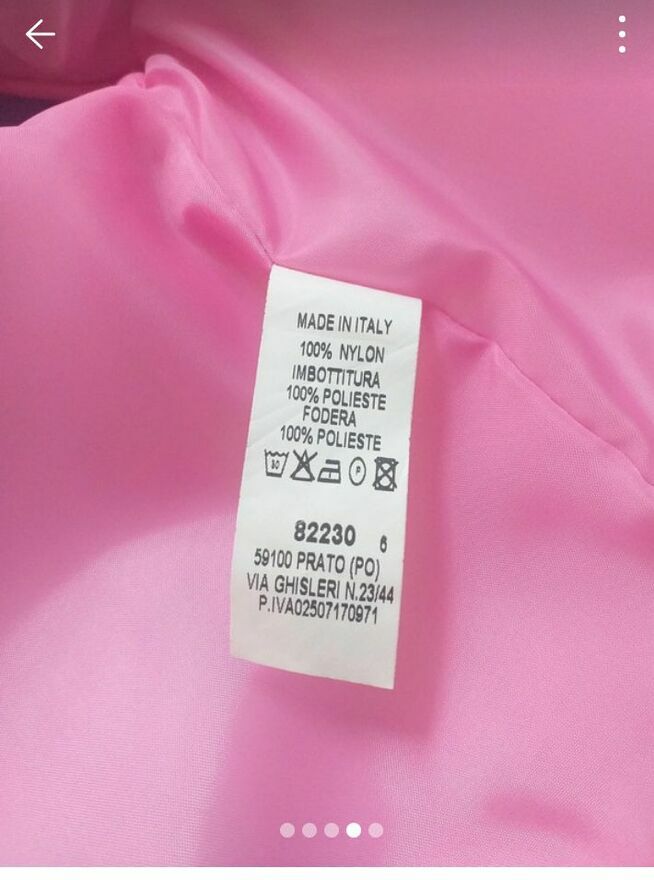 MADE IN ITALY
100% NYLON
IMBOTTITURA
100% POLIESTE
FODERA
100% POLIESTE
30 P
82230 6
59100 PRATO (PO)
VIA GHISLERI N.23/44
P.IVA02507170971